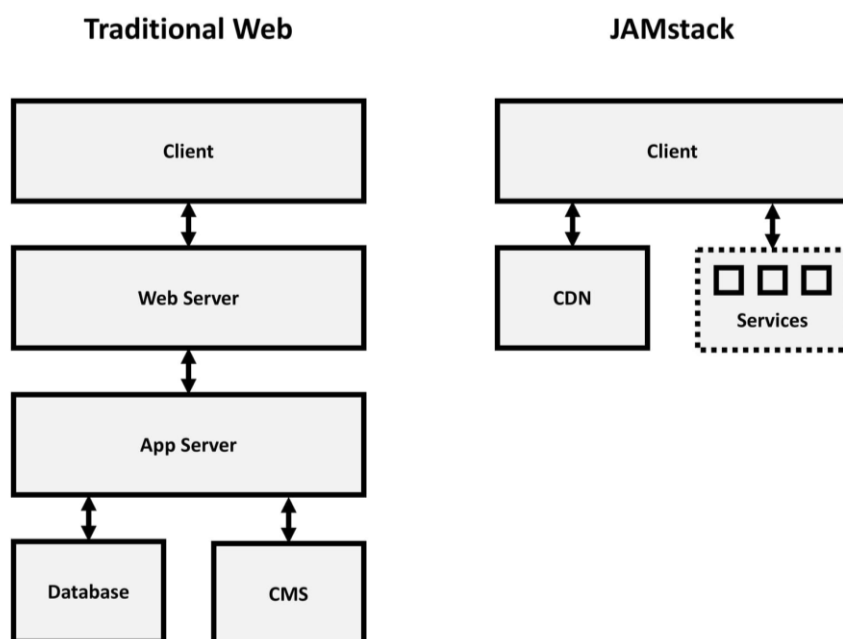 Traditional Web
JAMstack
Client
Client
Web Server
CDN
Services
App Server
Database
CMS